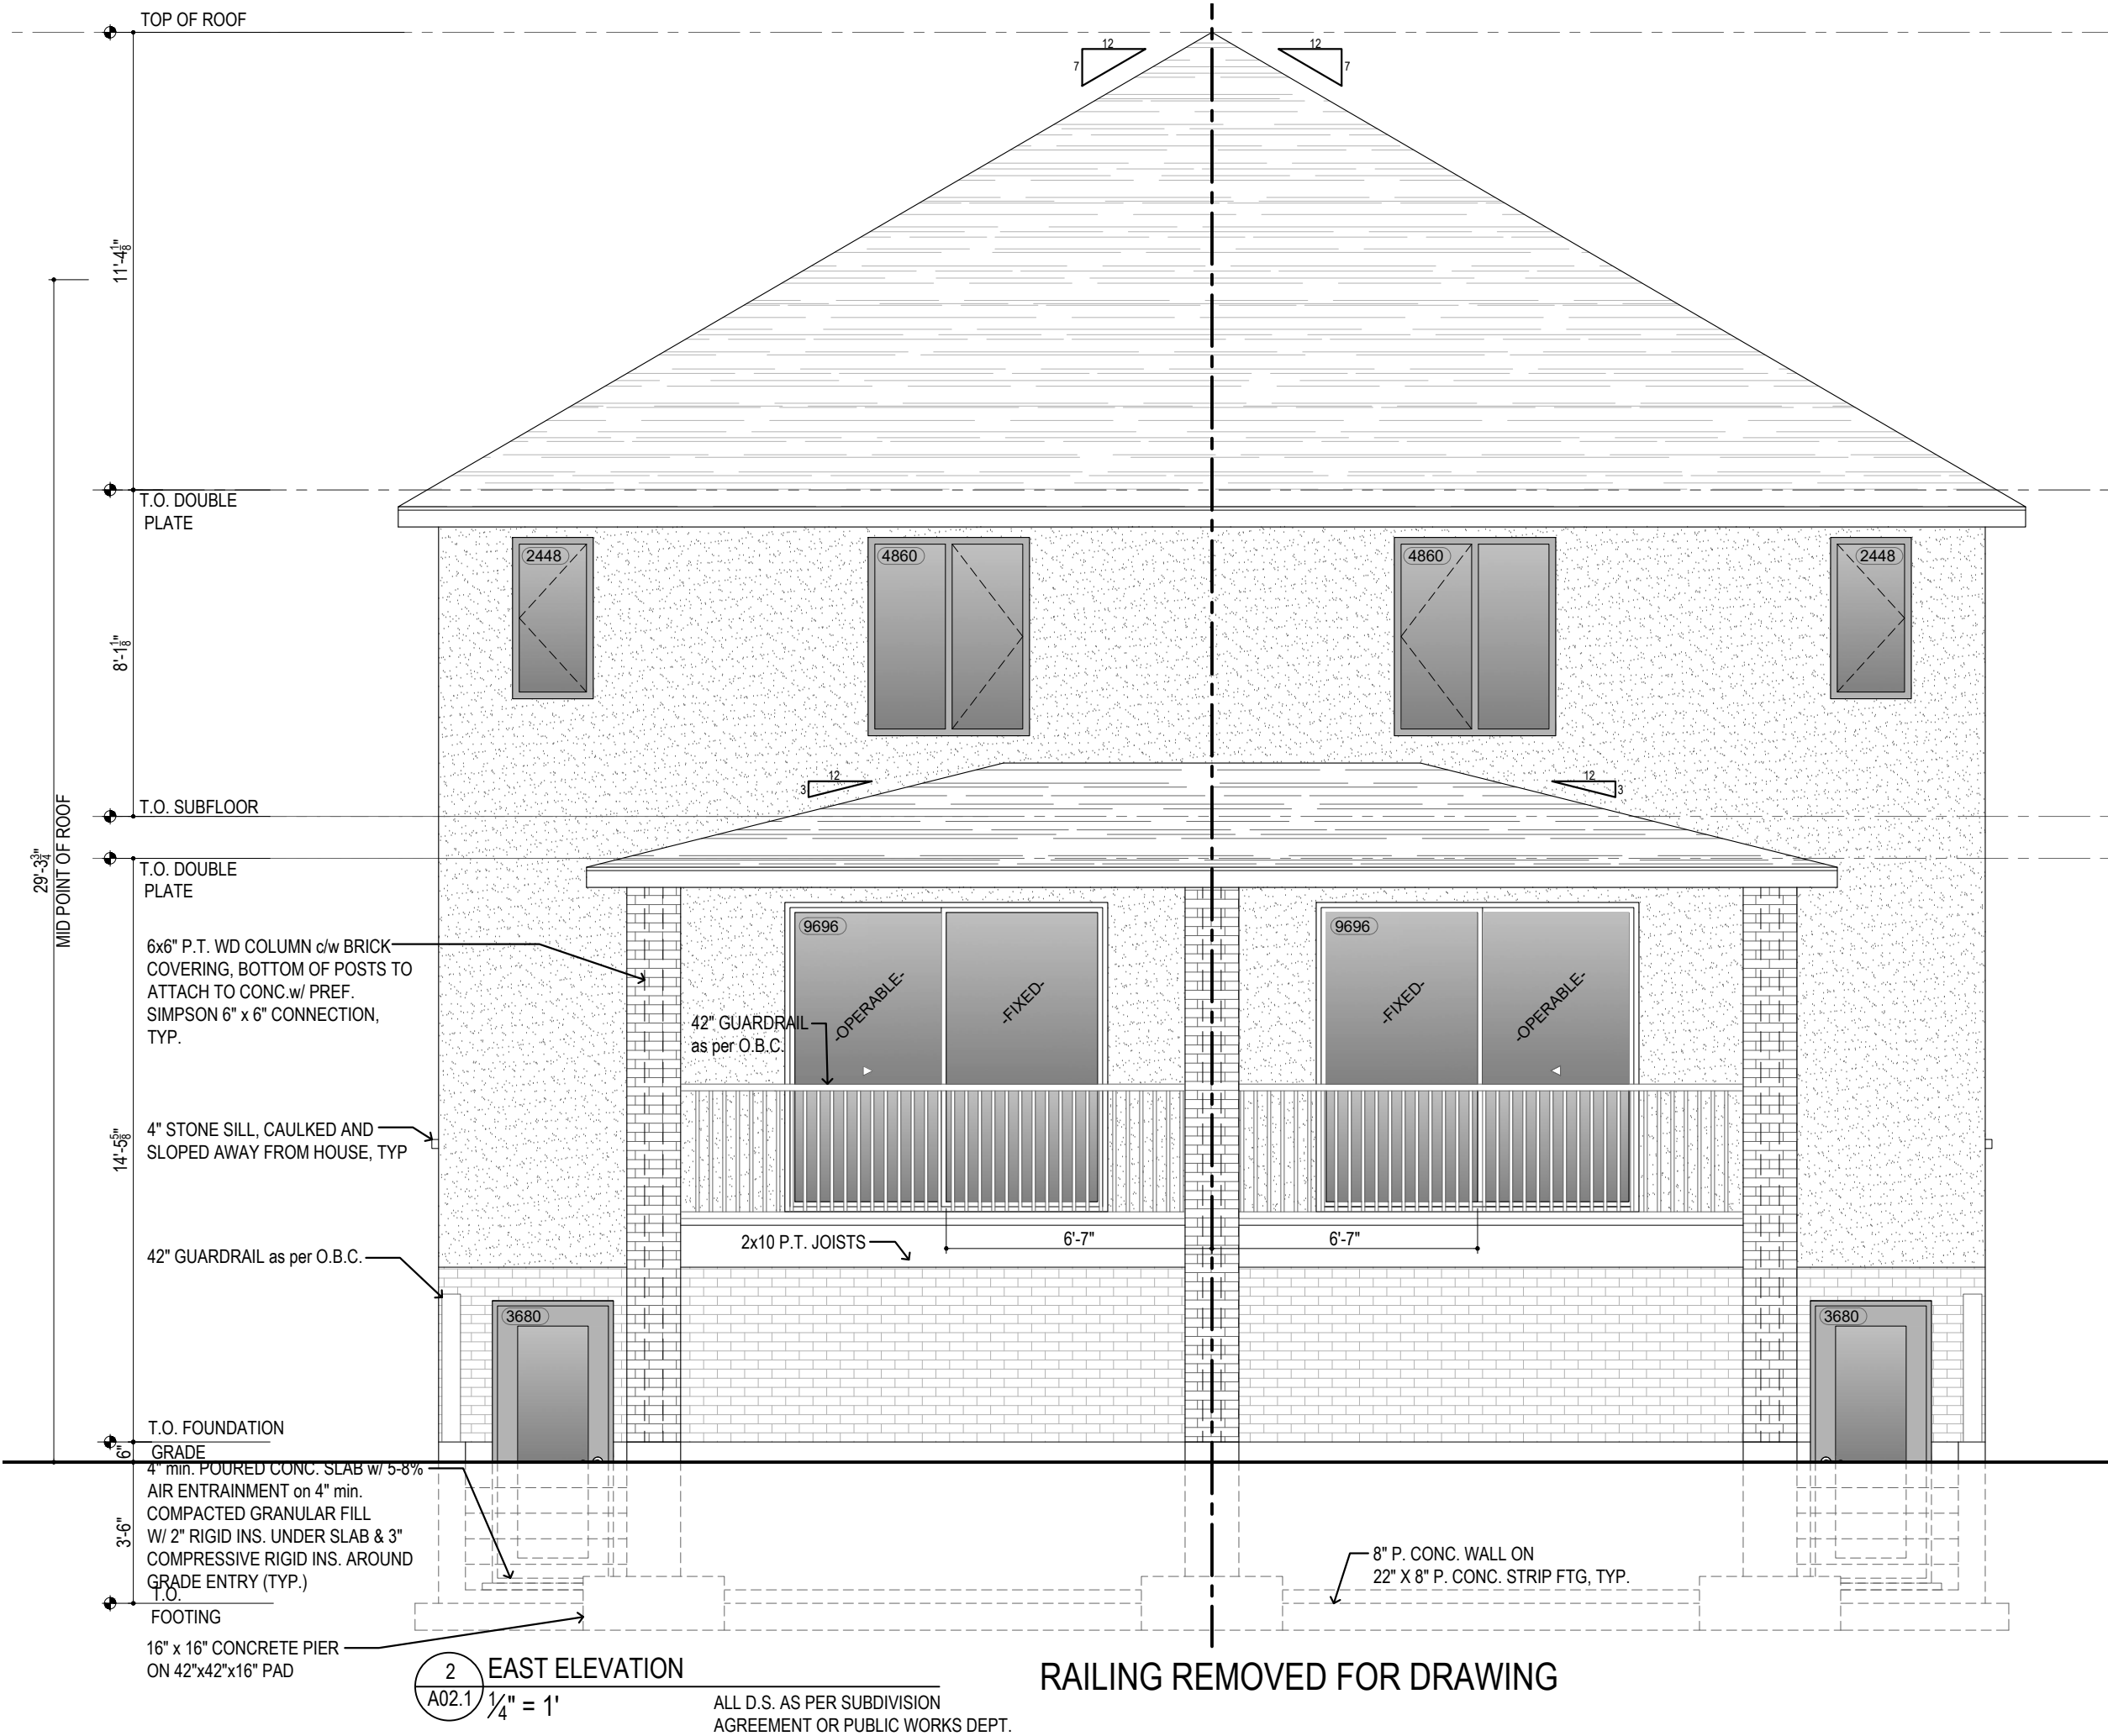 TOP OF ROOF
12
7
12
7
11'-4⅛"
T.O. DOUBLE
PLATE
2448
4860
4860
2448
8'-1⅛"
12
3
12
3
T.O. SUBFLOOR
29'-3¾"
MID POINT OF ROOF
T.O. DOUBLE
PLATE
9696
9696
6x6" P.T. WD COLUMN c/w BRICK
COVERING, BOTTOM OF POSTS TO
ATTACH TO CONC.w/ PREF.
SIMPSON 6" x 6" CONNECTION,
TYP.
-OPERABLE-
-FIXED-
-FIXED-
-OPERABLE-
42" GUARDRAIL
as per O.B.C.
14'-5⅝"
4" STONE SILL, CAULKED AND
SLOPED AWAY FROM HOUSE, TYP
2x10 P.T. JOISTS
6'-7"
6'-7"
42" GUARDRAIL as per O.B.C.
3680
3680
T.O. FOUNDATION
6"
GRADE
4" min. POURED CONC. SLAB w/ 5-8%
AIR ENTRAINMENT on 4" min.
COMPACTED GRANULAR FILL
W/ 2" RIGID INS. UNDER SLAB & 3"
COMPRESSIVE RIGID INS. AROUND
GRADE ENTRY (TYP.)
3'-6"
T.O.
FOOTING
8" P. CONC. WALL ON
22" X 8" P. CONC. STRIP FTG, TYP.
16" x 16" CONCRETE PIER
ON 42"x42"x16" PAD
2
A02.1
EAST ELEVATION
¼" = 1'
RAILING REMOVED FOR DRAWING
ALL D.S. AS PER SUBDIVISION
AGREEMENT OR PUBLIC WORKS DEPT.